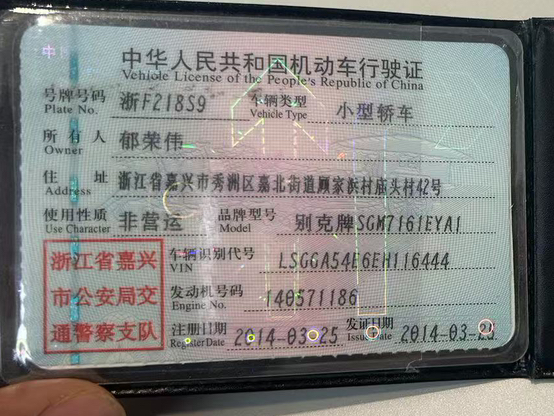 中华人民共和国机动车行驶证
Vehicle License of the People's Republic of China
号牌号码 浙F218S9 车辆类型 小型轿车
Plate No. Vehicle Type
所有人 郁荣伟
Owner
住址 浙江省嘉兴市秀洲区嘉北街道顾家浜村庙头村42号
Address
使用性质 非营运 品牌型号 别克牌SGM7161EYA1
Use Character Model
浙江省嘉兴市公安局交通警察支队
车辆识别代号 LSGGA54E6EH116444
VIN
发动机号码 140571186
Engine No.
注册日期 2014-03-25 发证日期 2014-03-25
Register Date Issue Date